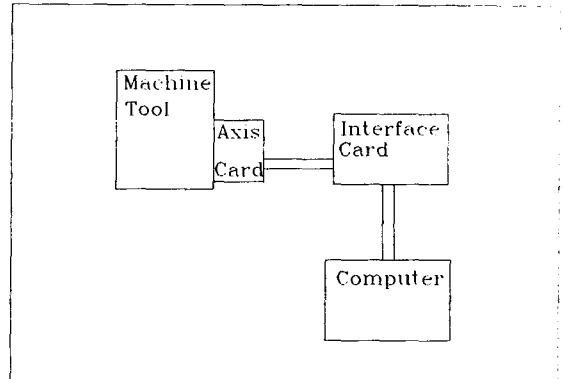 Machine
Tool
Axis
Card
Interface
Card
Computer